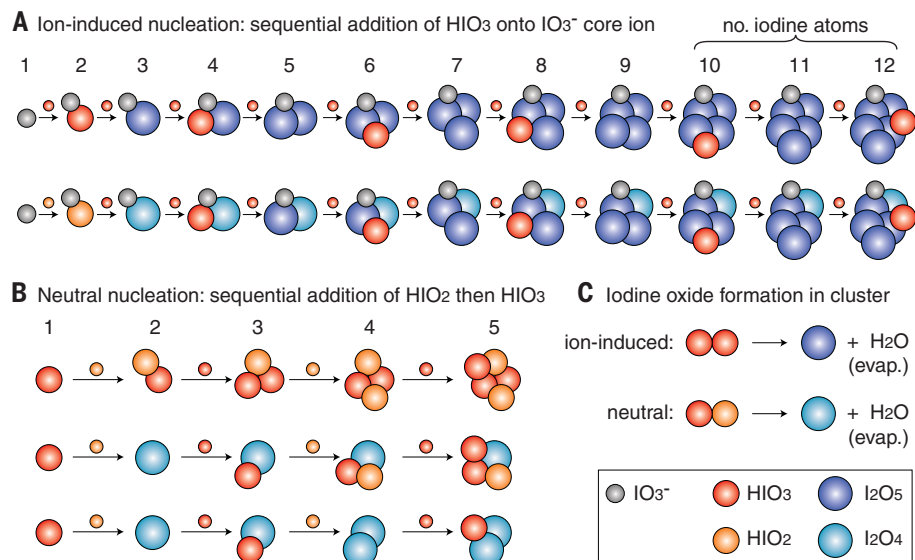 A Ion-induced nucleation: sequential addition of HIO3 onto IO3- core ion
no. iodine atoms
1 2 3 4 5 6 7 8 9 10 11 12
B Neutral nucleation: sequential addition of HIO2 then HIO3
1 2 3 4 5
C Iodine oxide formation in cluster
ion-induced: + H2O
(evap.)
neutral: + H2O
(evap.)
IO3- HIO3 I2O5
HIO2 I2O4